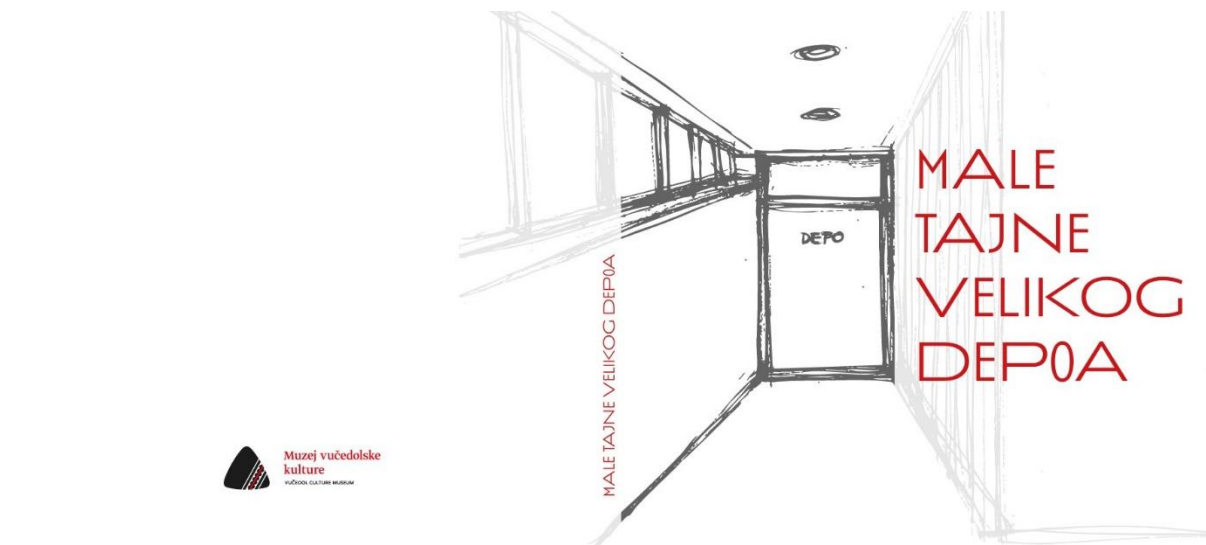 Muzej vučedolske
kulture
VUČEDOL CULTURE MUSEUM
MALE TAJNE VELIKOG DEP0A
DEPO
MALE
TAJNE
VELIKOG
DEP0A